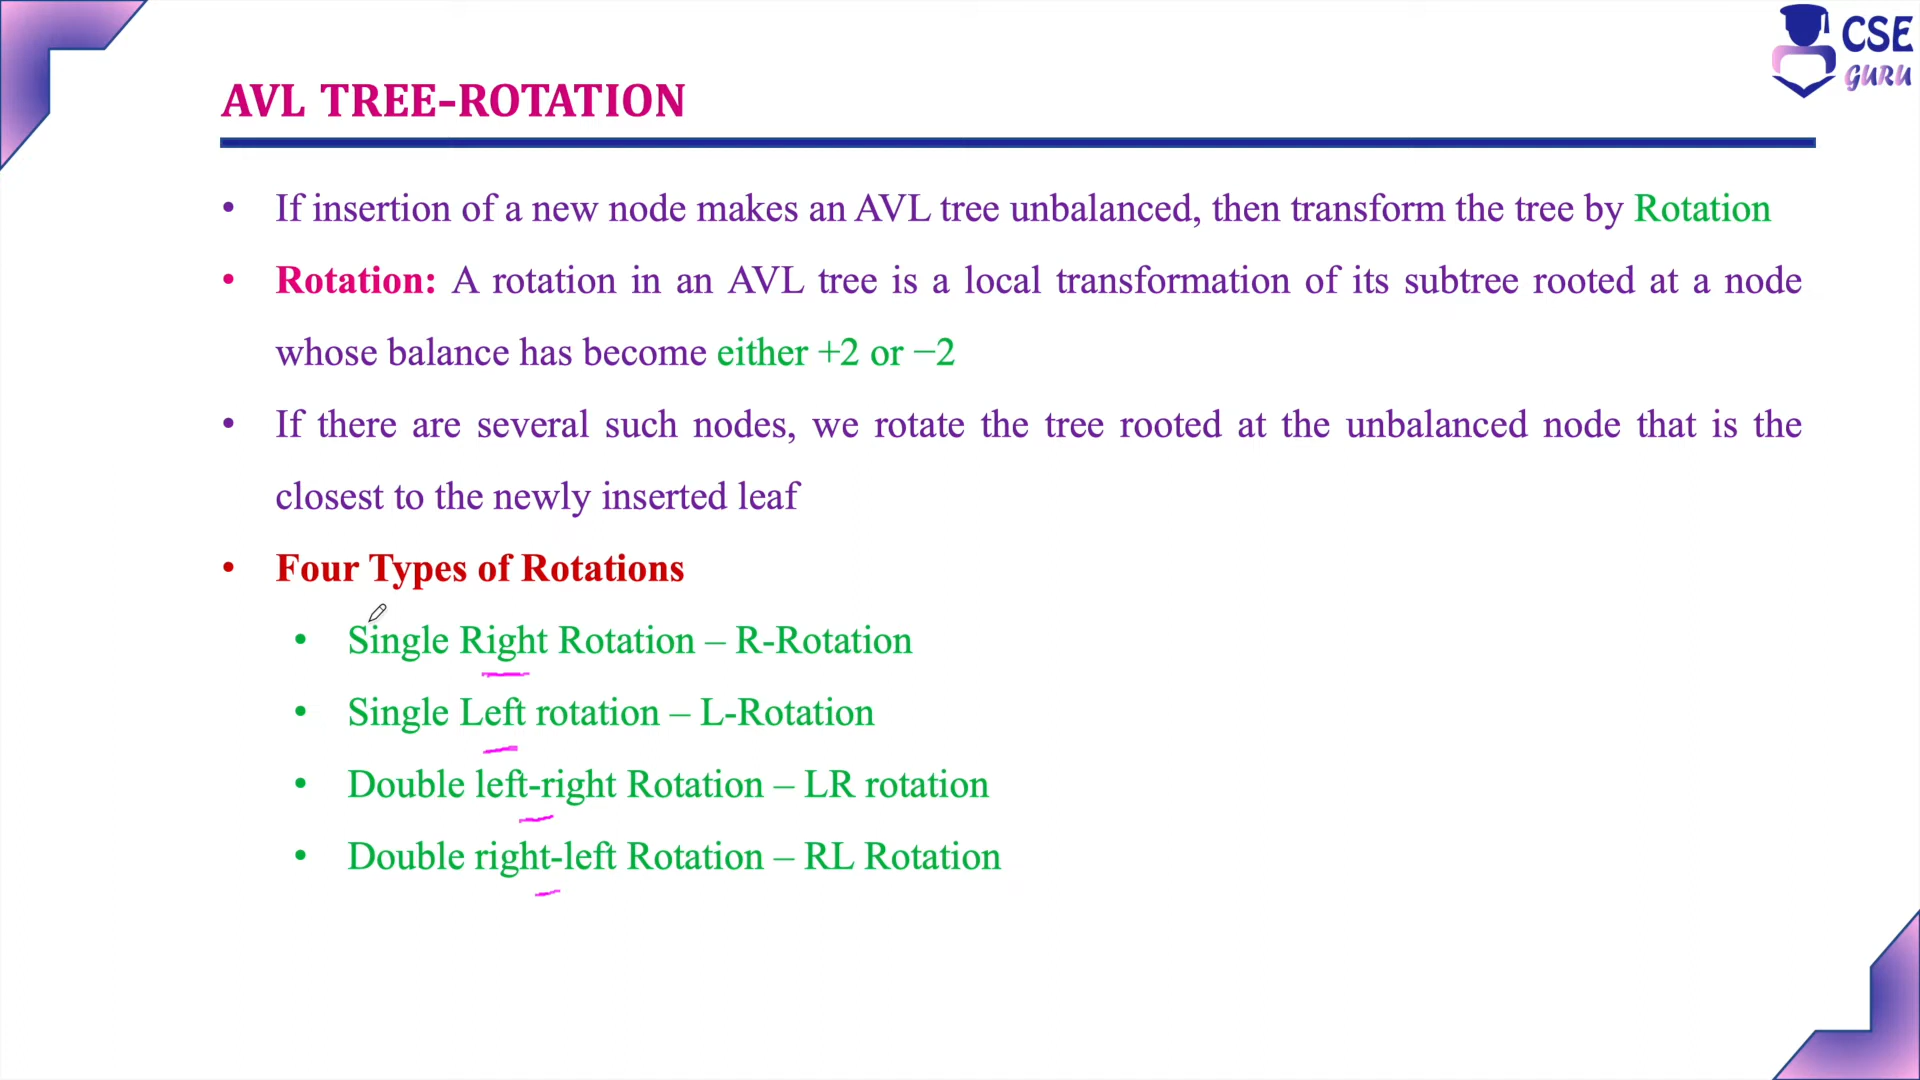 CSE
GURU
AVL TREE-ROTATION
• If insertion of a new node makes an AVL tree unbalanced, then transform the tree by Rotation
• Rotation: A rotation in an AVL tree is a local transformation of its subtree rooted at a node
whose balance has become either +2 or −2
• If there are several such nodes, we rotate the tree rooted at the unbalanced node that is the
closest to the newly inserted leaf
• Four Types of Rotations
• Single Right Rotation – R-Rotation
• Single Left rotation – L-Rotation
• Double left-right Rotation – LR rotation
• Double right-left Rotation – RL Rotation